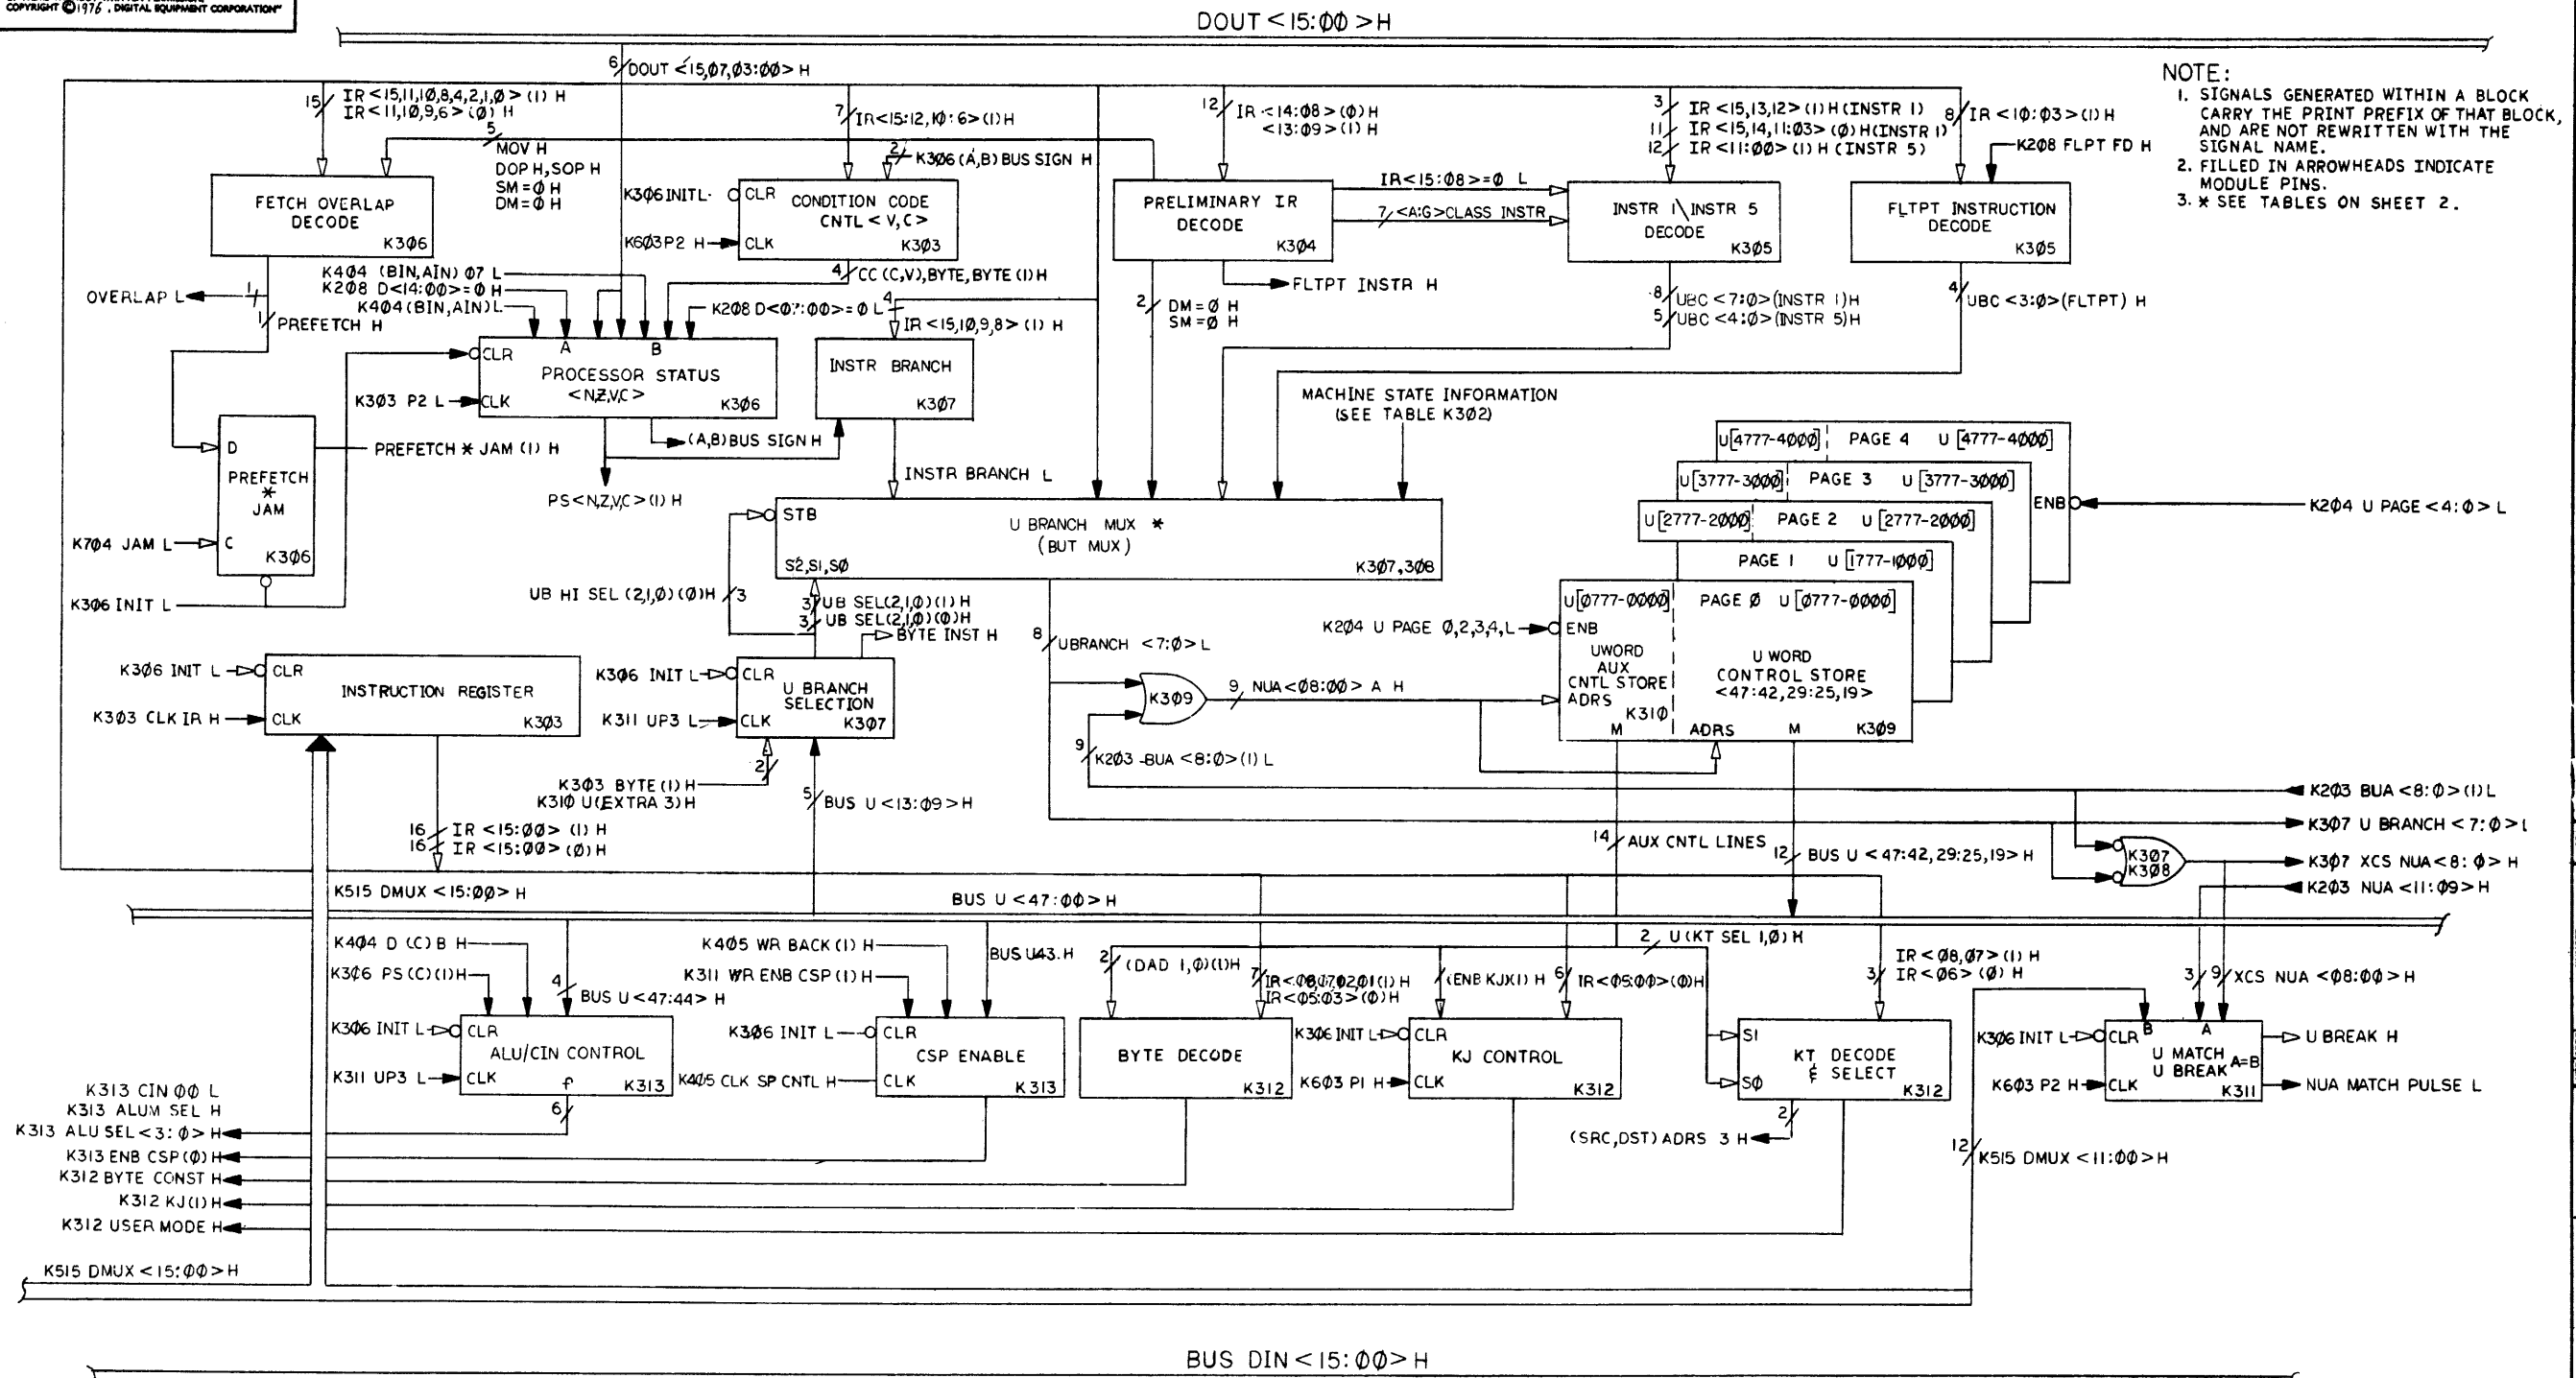 COPYRIGHT ©1976, DIGITAL EQUIPMENT CORPORATION"
DOUT <15:00>H
6 DOUT <15,07,03:00> H
NOTE:
1. SIGNALS GENERATED WITHIN A BLOCK
CARRY THE PRINT PREFIX OF THAT BLOCK,
AND ARE NOT REWRITTEN WITH THE
SIGNAL NAME.
2. FILLED IN ARROWHEADS INDICATE
MODULE PINS.
3. * SEE TABLES ON SHEET 2.
15 IR <15,11,10,8,4,2,1,0> (1) H
IR <11,10,9,6> (0) H
5
MOV H
DOP H, SOP H
SM=0 H
DM=0 H
7 IR<15:12,10:6>(1)H
2 K306 (A,B) BUS SIGN H
12 IR <14:08> (0) H
<13:09> (1) H
3 IR <15,13,12>(1) H (INSTR 1)
11 IR <15,14,11:03> (0) H(INSTR 1)
12 IR <11:00> (1) H (INSTR 5)
8 IR <10:03>(1) H
K208 FLPT FD H
FETCH OVERLAP
DECODE
K306
K306 INIT L
CLR
CONDITION CODE
CNTL < V,C>
K603 P2 H
CLK
K303
PRELIMINARY IR
DECODE
K304
IR<15:08>=0 L
7 <A:G>CLASS INSTR
INSTR 1\INSTR 5
DECODE
K305
FLTPT INSTRUCTION
DECODE
K305
OVERLAP L
1
1 PREFETCH H
K404 (BIN,AIN) 07 L
K208 D<14:00>=0 H
K404(BIN,AIN)L
4 CC (C,V),BYTE,BYTE (1) H
K208 D<07:00>=0 L
4 IR <15,10,9,8> (1) H
FLTPT INSTR H
2 DM=0 H
SM=0 H
8 UBC <7:0>(INSTR 1)H
5 UBC <4:0>(INSTR 5)H
4 UBC <3:0>(FLTPT) H
CLR
A
B
PROCESSOR STATUS
<N,Z,V,C>
K303 P2 L
CLK
K306
INSTR BRANCH
K307
MACHINE STATE INFORMATION
(SEE TABLE K302)
D
PREFETCH
*
JAM
C
K306
K704 JAM L
K306 INIT L
PREFETCH * JAM (1) H
(A,B)BUS SIGN H
PS<N,Z,V,C>(1) H
INSTR BRANCH L
U[4777-4000] PAGE 4 U [4777-4000]
U[3777-3000] PAGE 3 U [3777-3000]
U[2777-2000] PAGE 2 U[2777-2000]
PAGE 1 U [1777-1000]
U[0777-0000] PAGE 0 U[0777-0000]
ENB
K204 U PAGE <4:0> L
STB
U BRANCH MUX *
(BUT MUX)
S2,S1,S0
K307,308
UB HI SEL (2,1,0)(0)H 3
3 UB SEL(2,1,0)(1) H
3 UB SEL(2,1,0)(0)H
BYTE INST H
8 UBRANCH <7:0>L
K204 U PAGE 0,2,3,4,L
ENB
UWORD
AUX
CNTL STORE
ADRS
K310
M
U WORD
CONTROL STORE
<47:42,29:25,19>
ADRS
M
K309
K306 INIT L
CLR
INSTRUCTION REGISTER
K303 CLK IR H
CLK
K303
K306 INIT L
CLR
U BRANCH
SELECTION
K311 UP3 L
CLK
K307
K309
9 NUA<08:00> A H
9 K203 BUA <8:0>(1) L
2
K303 BYTE(1) H
K310 U(EXTRA 3)H
5 BUS U<13:09>H
K203 BUA <8:0>(1)L
K307 U BRANCH <7:0>L
16 IR <15:00> (1) H
16 IR <15:00> (0) H
14 AUX CNTL LINES
12 BUS U <47:42,29:25,19> H
K307
K308
K307 XCS NUA<8:0> H
K203 NUA <11:09>H
K515 DMUX <15:00> H
BUS U <47:00>H
K404 D (C) B H
K306 PS(C)(1)H
4
BUS U<47:44> H
K405 WR BACK(1) H
K311 WR ENB CSP(1) H
BUS U43 H
2 (DAD 1,0)(1)H
7 IR<08,07,02,01(1) H
IR<05:03>(0)H
(ENB KJ)(1) H
6 IR<05:00>(0)H
2 U(KT SEL 1,0) H
IR<08,07> (1) H
3 IR<06> (0) H
3 9 XCS NUA <08:00> H
K306 INIT L
CLR
ALU/CIN CONTROL
K311 UP3 L
CLK
f
K313
K306 INIT L
CLR
CSP ENABLE
K405 CLK SP CNTL H
CLK
K313
BYTE DECODE
K312
K306 INIT L
CLR
KJ CONTROL
K603 P1 H
CLK
K312
S1
KT DECODE
& SELECT
S0
K312
K306 INIT L
CLR
B
A
U MATCH
U BREAK
A=B
K603 P2 H
CLK
K311
U BREAK H
NUA MATCH PULSE L
6
2
(SRC,DST)ADRS 3 H
12 K515 DMUX <11:00>H
K313 CIN 00 L
K313 ALUM SEL H
K313 ALU SEL<3:0> H
K313 ENB CSP(0)H
K312 BYTE CONST H
K312 KJ(1) H
K312 USER MODE H
K515 DMUX <15:00>H
BUS DIN <15:00>H